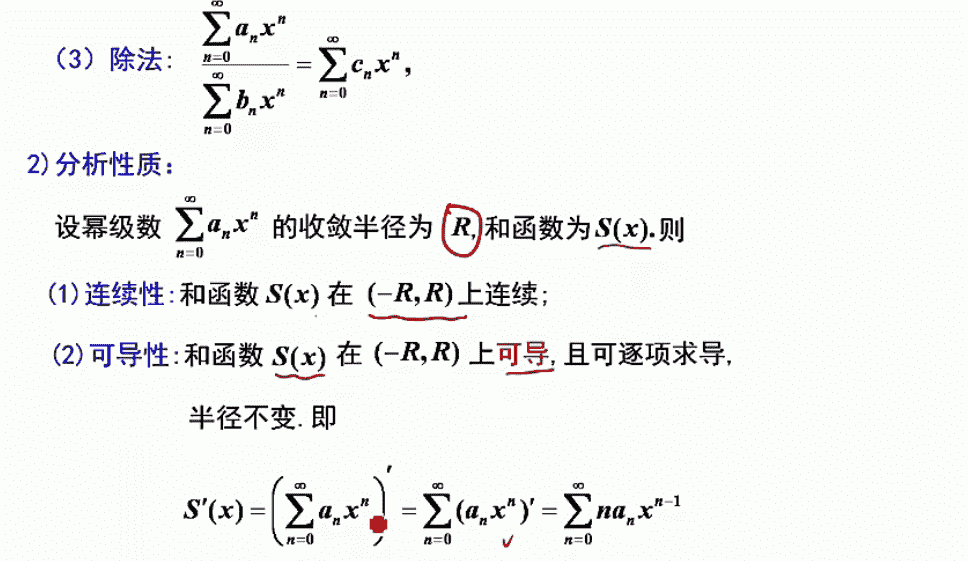 （3）除法: \frac{\sum_{n=0}^{\infty} a_n x^n}{\sum_{n=0}^{\infty} b_n x^n} = \sum_{n=0}^{\infty} c_n x^n ,
2)分析性质:
设幂级数 \sum_{n=0}^{\infty} a_n x^n 的收敛半径为 R, 和函数为 S(x). 则
(1)连续性:和函数 S(x) 在 (-R,R) 上连续;
(2)可导性:和函数 S(x) 在 (-R,R) 上可导,且可逐项求导,
半径不变.即
S'(x) = \left( \sum_{n=0}^{\infty} a_n x^n \right)' = \sum_{n=0}^{\infty} (a_n x^n)' = \sum_{n=0}^{\infty} n a_n x^{n-1}